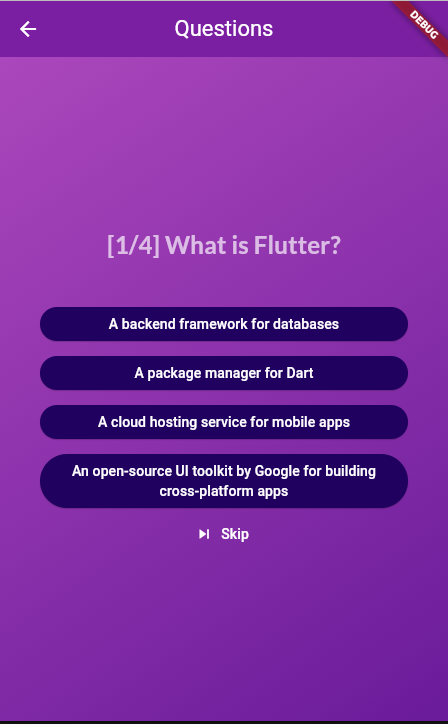 Questions
DEBUG
[1/4] What is Flutter?
A backend framework for databases
A package manager for Dart
A cloud hosting service for mobile apps
An open-source UI toolkit by Google for building
cross-platform apps
Skip